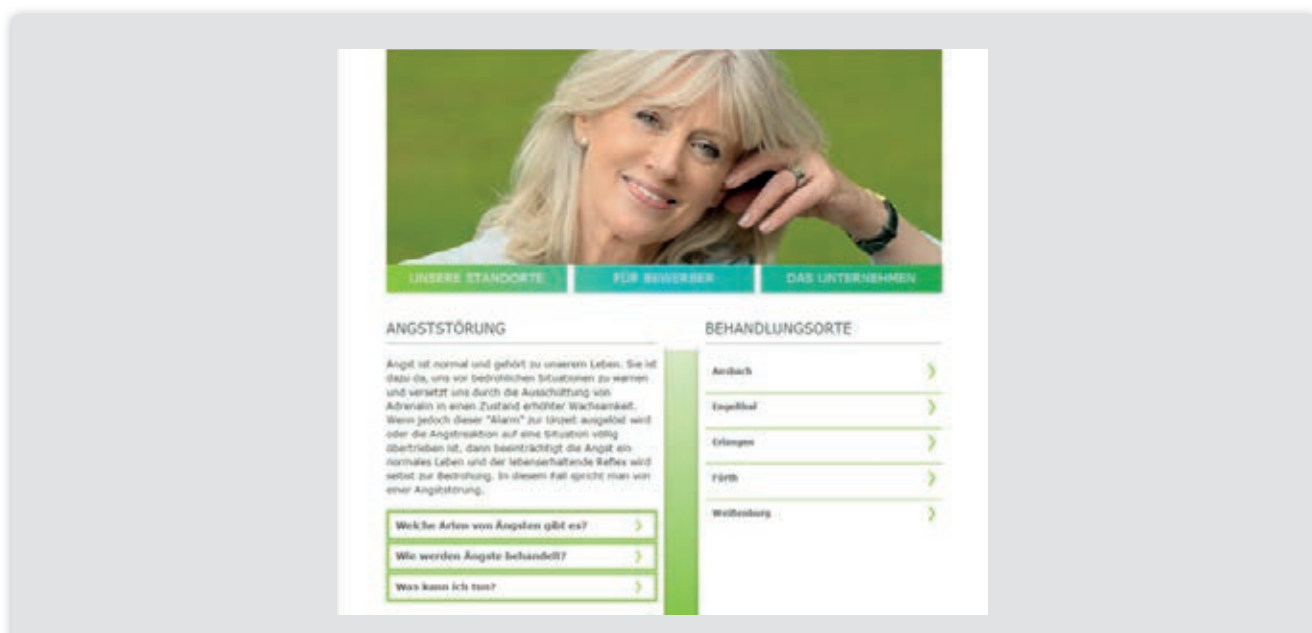 UNSERE STANDORTE
FÜR BEWERBER
DAS UNTERNEHMEN
ANGSTSTÖRUNG
Angst ist normal und gehört zu unserem Leben. Sie ist
dazu da, uns vor bedrohlichen Situationen zu warnen
und versetzt uns durch die Ausschüttung von
Adrenalin in einen Zustand erhöhter Wachsamkeit.
Wenn jedoch dieser "Alarm" zur Unzeit ausgelöst wird
oder die Angstreaktion auf eine Situation völlig
übertrieben ist, dann beeinträchtigt die Angst ein
normales Leben und der lebenserhaltende Reflex wird
selbst zur Bedrohung. In diesem Fall spricht man von
einer Angststörung.
Welche Arten von Ängsten gibt es?
Wie werden Ängste behandelt?
Was kann ich tun?
BEHANDLUNGSORTE
Ansbach
Engelthal
Erlangen
Fürth
Weißenburg